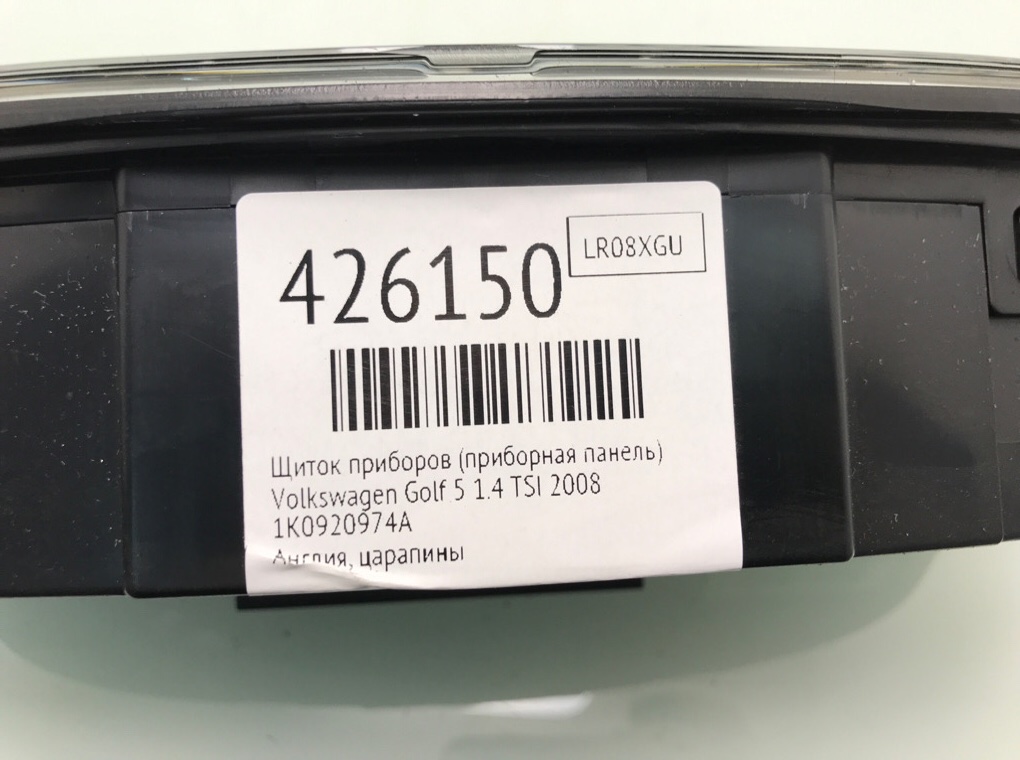 426150
LR08XGU
Щиток приборов (приборная панель)
Volkswagen Golf 5 1.4 TSI 2008
1K0920974A
Англия, царапины